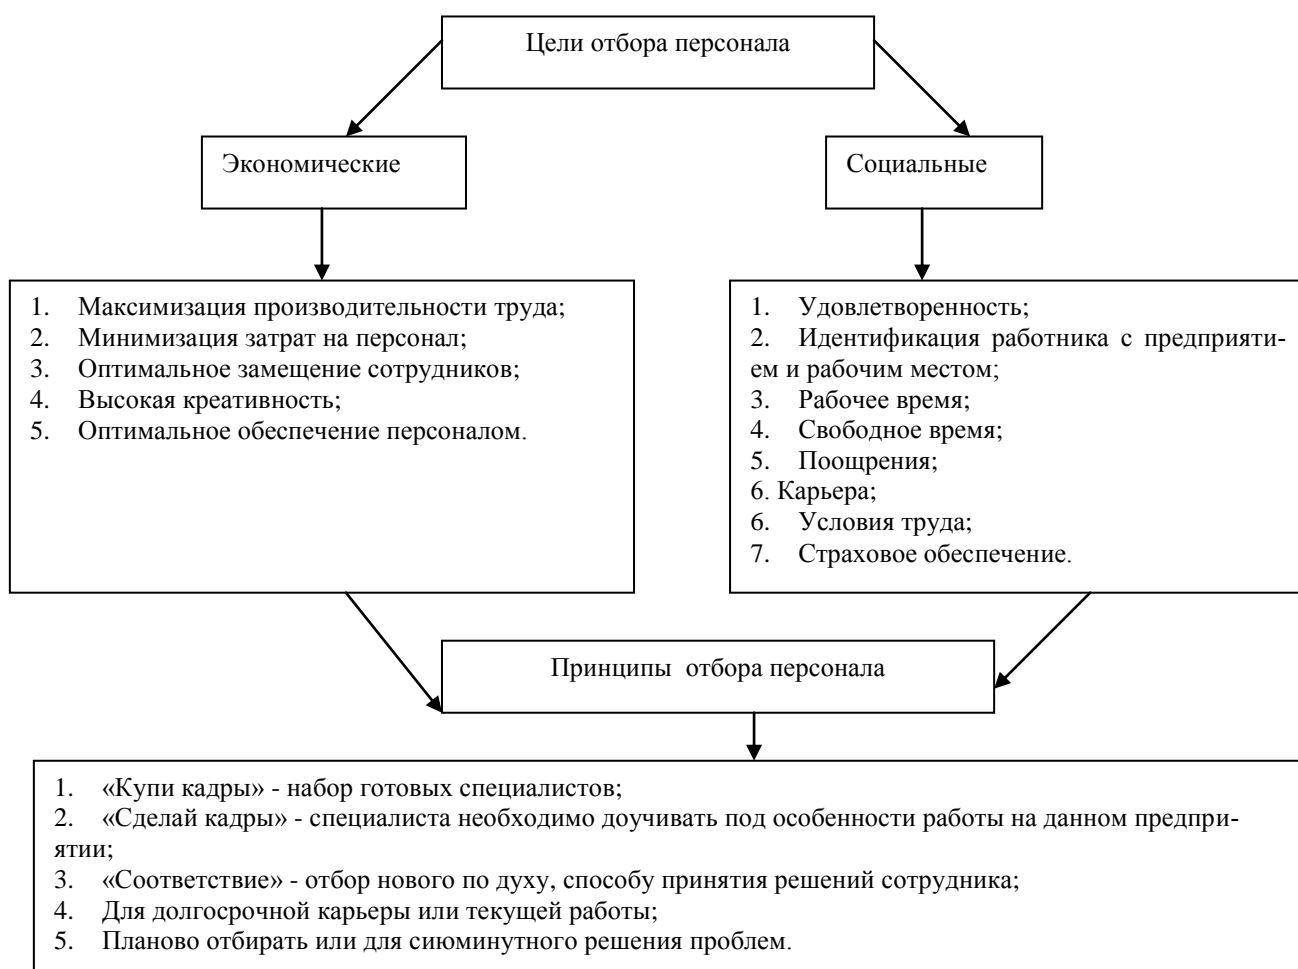 Цели отбора персонала
Экономические
Социальные
1. Максимизация производительности труда;
2. Минимизация затрат на персонал;
3. Оптимальное замещение сотрудников;
4. Высокая креативность;
5. Оптимальное обеспечение персоналом.
1. Удовлетворенность;
2. Идентификация работника с предприяти-
ем и рабочим местом;
3. Рабочее время;
4. Свободное время;
5. Поощрения;
6. Карьера;
6. Условия труда;
7. Страховое обеспечение.
Принципы отбора персонала
1. «Купи кадры» - набор готовых специалистов;
2. «Сделай кадры» - специалиста необходимо доучивать под особенности работы на данном предпри-
ятии;
3. «Соответствие» - отбор нового по духу, способу принятия решений сотрудника;
4. Для долгосрочной карьеры или текущей работы;
5. Планово отбирать или для сиюминутного решения проблем.